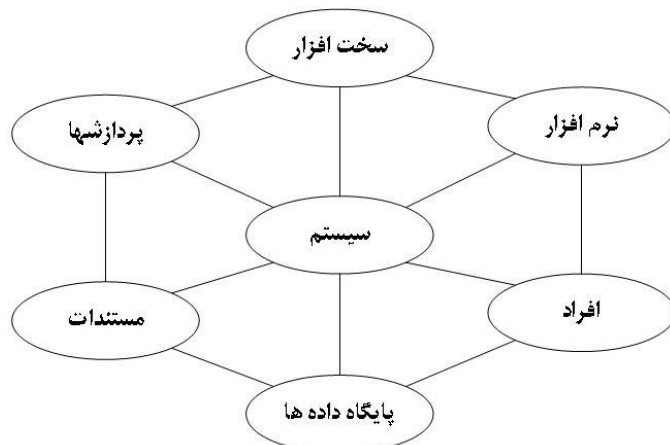 سخت افزار
نرم افزار
پردازشها
سیستم
افراد
مستندات
پایگاه داده ها